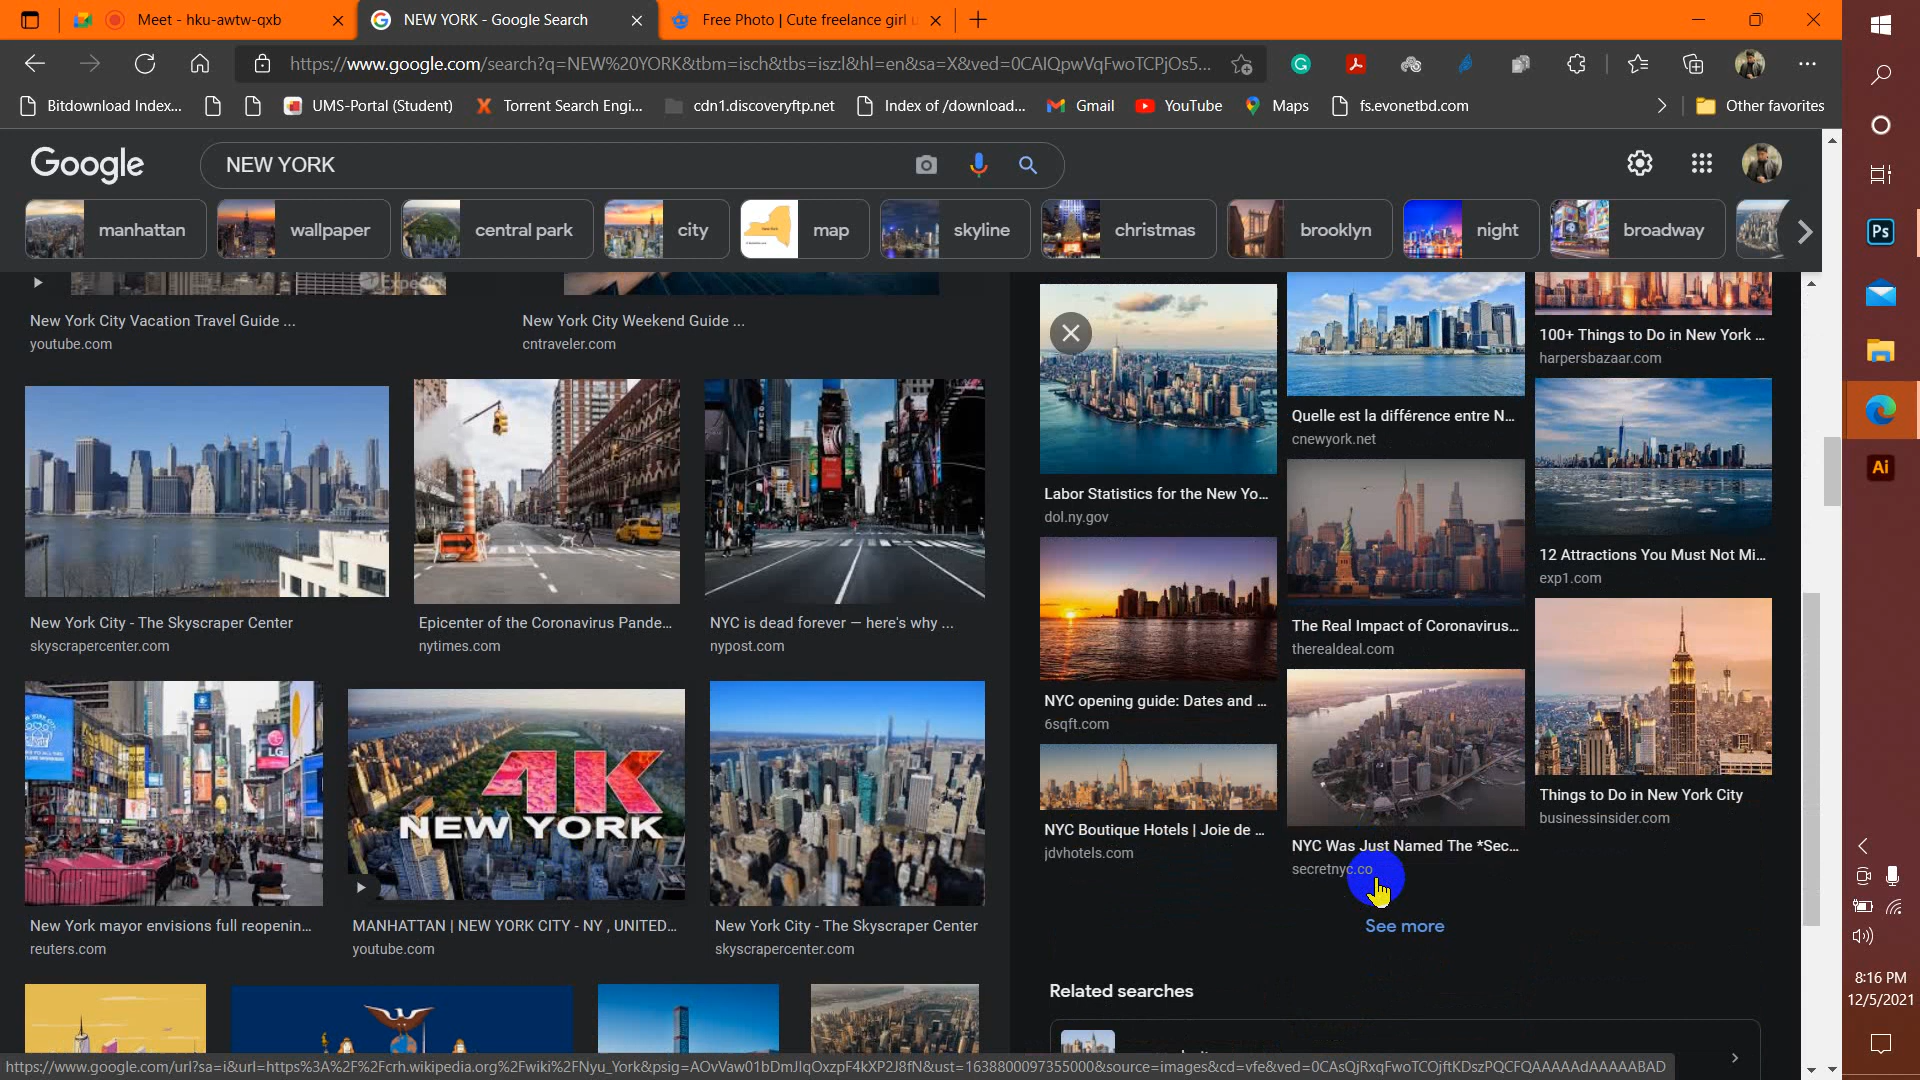 Meet - hku-awtw-qxb
NEW YORK - Google Search
Free Photo | Cute freelance girl u
https://www.google.com/search?q=NEW%20YORK&tbm=isch&tbs=isz:l&hl=en&sa=X&ved=0CAIQpwVqFwoTCPjOs5...
Bitdownload Index...
UMS-Portal (Student)
Torrent Search Engi...
cdn1.discoveryftp.net
Index of /download...
Gmail
YouTube
Maps
fs.evonetbd.com
Other favorites
Google
NEW YORK
manhattan
wallpaper
central park
city
map
skyline
christmas
brooklyn
night
broadway
New York City Vacation Travel Guide ...
youtube.com
New York City Weekend Guide ...
cntraveler.com
New York City - The Skyscraper Center
skyscrapercenter.com
Epicenter of the Coronavirus Pande...
nytimes.com
NYC is dead forever — here's why ...
nypost.com
LG
4K
NEW YORK
New York mayor envisions full reopenin...
reuters.com
MANHATTAN | NEW YORK CITY - NY , UNITED...
youtube.com
New York City - The Skyscraper Center
skyscrapercenter.com
Labor Statistics for the New Yo...
dol.ny.gov
Quelle est la différence entre N...
cnewyork.net
100+ Things to Do in New York ...
harpersbazaar.com
12 Attractions You Must Not Mi...
exp1.com
The Real Impact of Coronavirus...
therealdeal.com
NYC opening guide: Dates and ...
6sqft.com
NYC Boutique Hotels | Joie de ...
jdvhotels.com
NYC Was Just Named The *Sec...
secretnyc.co
Things to Do in New York City
businessinsider.com
See more
Related searches
https://www.google.com/url?sa=i&url=https%3A%2F%2Fcrh.wikipedia.org%2Fwiki%2FNyu_York&psig=AOvVaw01bDmJIqOxzpF4kXP2J8fN&ust=1638800097355000&source=images&cd=vfe&ved=0CAsQjRxqFwoTCOjftKDszPQCFQAAAAAdAAAAABAD
Ps
Ai
8:16 PM
12/5/2021